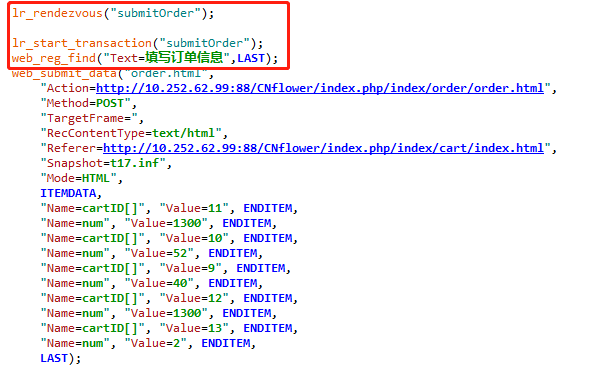 lr_rendezvous("submitOrder");
lr_start_transaction("submitOrder");
web_reg_find("Text=填写订单信息",LAST);
web_submit_data("order.html",
"Action=http://10.252.62.99:88/CNflower/index.php/index/order/order.html",
"Method=POST",
"TargetFrame=",
"RecContentType=text/html",
"Referer=http://10.252.62.99:88/CNflower/index.php/index/cart/index.html",
"Snapshot=t17.inf",
"Mode=HTML",
ITEMDATA,
"Name=cartID[]", "Value=11", ENDITEM,
"Name=num", "Value=1300", ENDITEM,
"Name=cartID[]", "Value=10", ENDITEM,
"Name=num", "Value=52", ENDITEM,
"Name=cartID[]", "Value=9", ENDITEM,
"Name=num", "Value=40", ENDITEM,
"Name=cartID[]", "Value=12", ENDITEM,
"Name=num", "Value=1300", ENDITEM,
"Name=cartID[]", "Value=13", ENDITEM,
"Name=num", "Value=2", ENDITEM,
LAST);